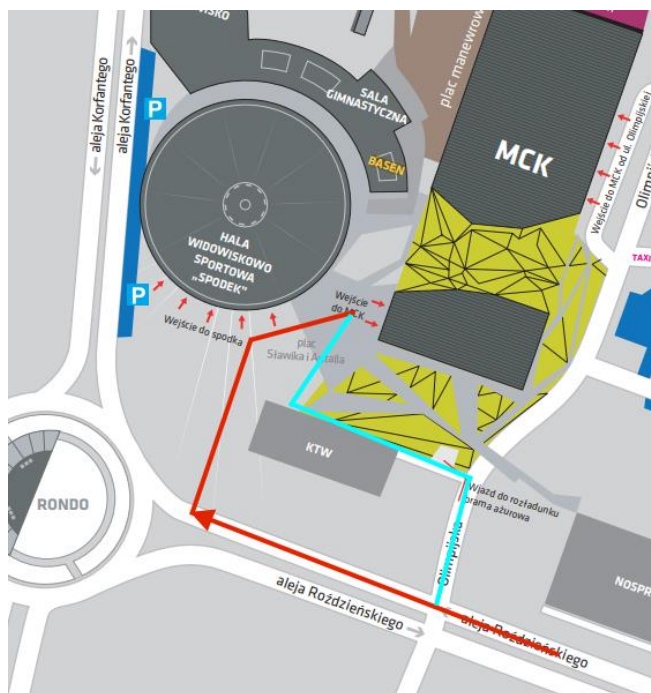 WSKO
aleja Korfantego
aleja Korfantego
P
P
SALA
GIMNASTYCZNA
BASEN
plac manewrowy
MCK
Wejście do MCK od ul. Olimpijskiej
TAXI
HALA
WIDOWISKOWO
SPORTOWA
„SPODEK”
Wejście do spodka
Wejście
do MCK
plac
Sławika i Antalla
KTW
Wjazd do rozładunku
brama ażurowa
Olimpijska
RONDO
NOSPR
aleja Roździeńskiego
aleja Roździeńskiego